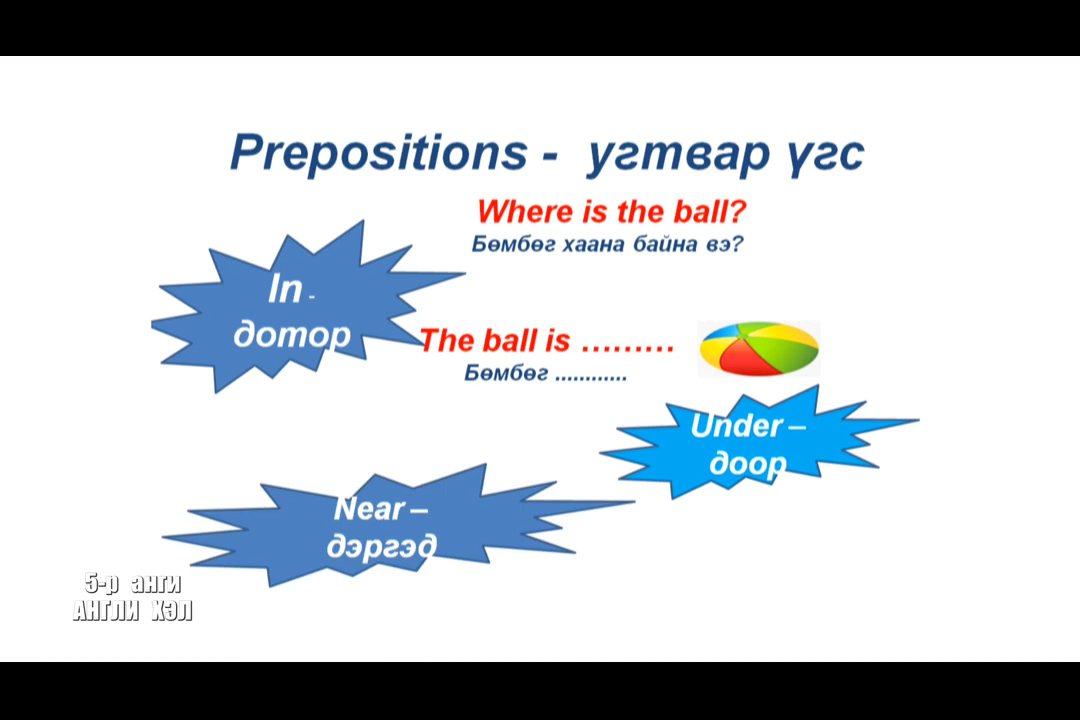 Prepositions - угтвар үгс
Where is the ball?
Бөмбөг хаана байна вэ?
In -
дотор
The ball is .........
Бөмбөг ............
Under –
доор
Near –
дэргэд
5-р анги
АНГЛИ ХЭЛ